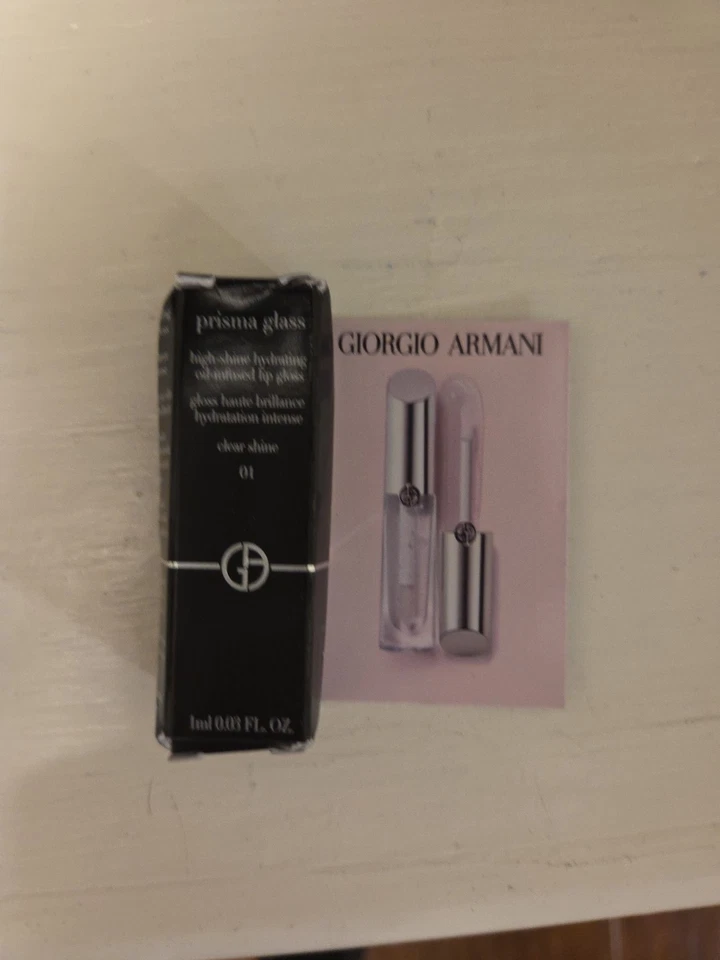 prisma glass
high-shine hydrating
oil-infused lip gloss
gloss haute brillance
hydratation intense
clear shine
01
GA
1ml 0.03 FL. OZ.
GIORGIO ARMANI